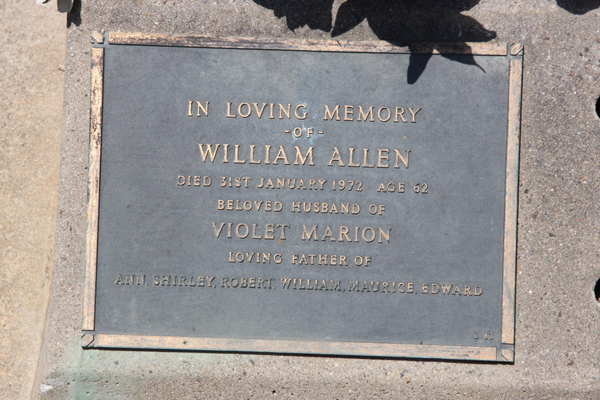 IN LOVING MEMORY
-OF-
WILLIAM ALLEN
DIED 31ST JANUARY 1972 AGE 62
BELOVED HUSBAND OF
VIOLET MARION
LOVING FATHER OF
ANN, SHIRLEY, ROBERT, WILLIAM, MAURICE, EDWARD